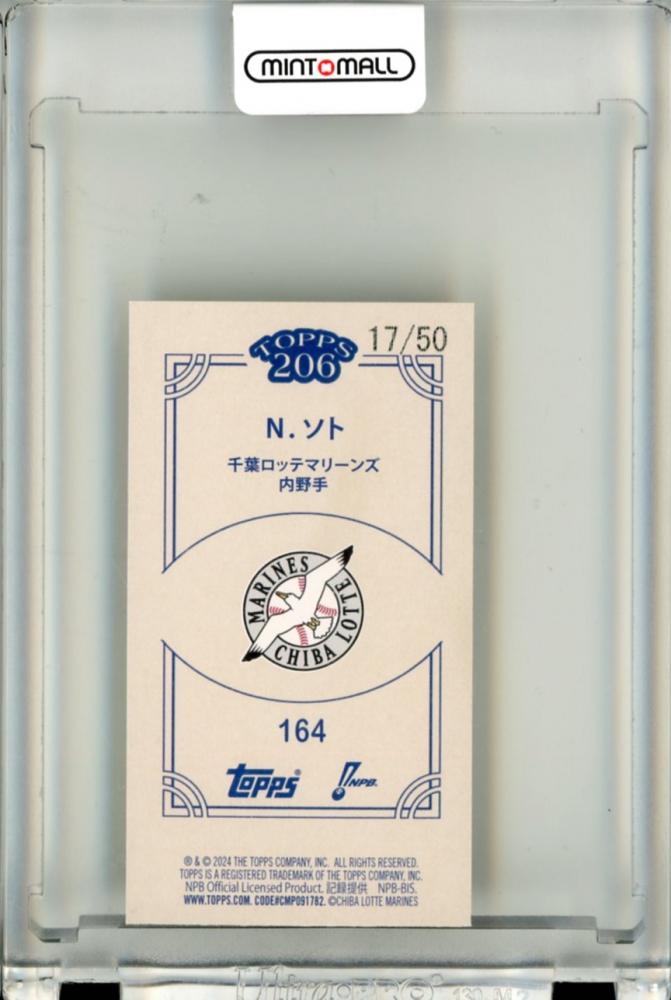 MINTOMALL
17/50
TOPPS
206
N.ソト
千葉ロッテマリーンズ
内野手
MARINES
CHIBA LOTTE
164
topps
NPB
® & © 2024 THE TOPPS COMPANY, INC. ALL RIGHTS RESERVED.
TOPPS IS A REGISTERED TRADEMARK OF THE TOPPS COMPANY, INC.
NPB Official Licensed Product. 記録提供 NPB-BIS.
WWW.TOPPS.COM. CODE#CMP091782. ©CHIBA LOTTE MARINES